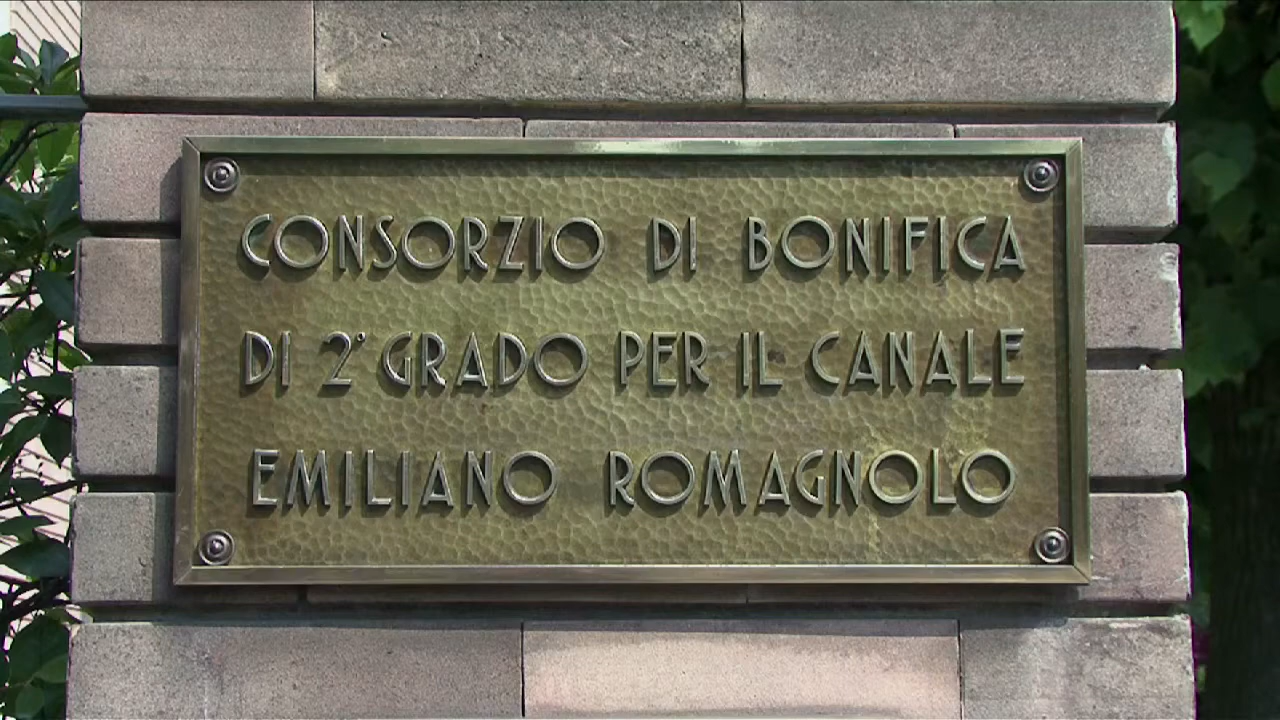 CONSORZIO DI BONIFICA
DI 2° GRADO PER IL CANALE
EMILIANO ROMAGNOLO